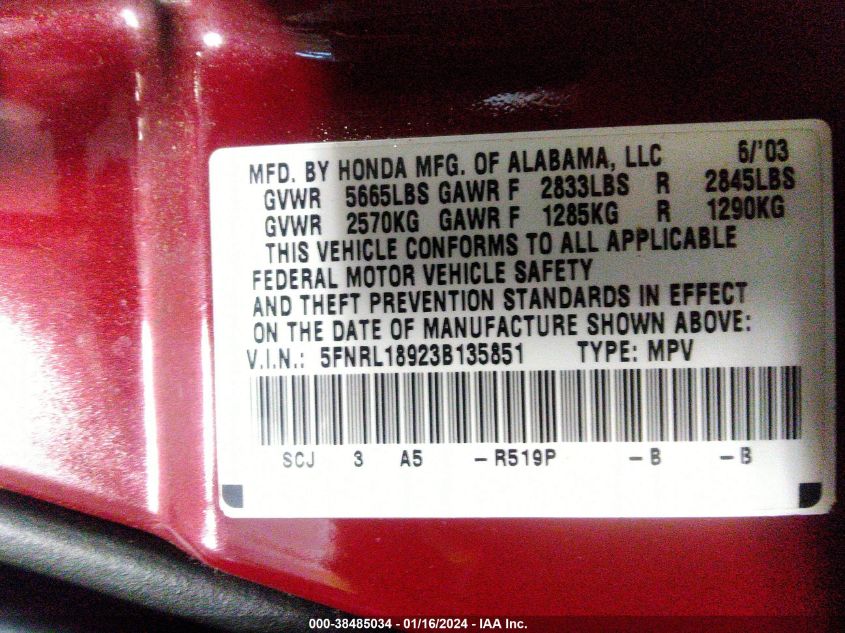 MFD. BY HONDA MFG. OF ALABAMA, LLC 6/'03
GVWR 5665LBS GAWR F 2833LBS R 2845LBS
GVWR 2570KG GAWR F 1285KG R 1290KG
THIS VEHICLE CONFORMS TO ALL APPLICABLE
FEDERAL MOTOR VEHICLE SAFETY
AND THEFT PREVENTION STANDARDS IN EFFECT
ON THE DATE OF MANUFACTURE SHOWN ABOVE:
V.I.N.: 5FNRL18923B135851 TYPE: MPV
SCJ 3 A5 -R519P -B -B
000-38485034 - 01/16/2024 - IAA Inc.